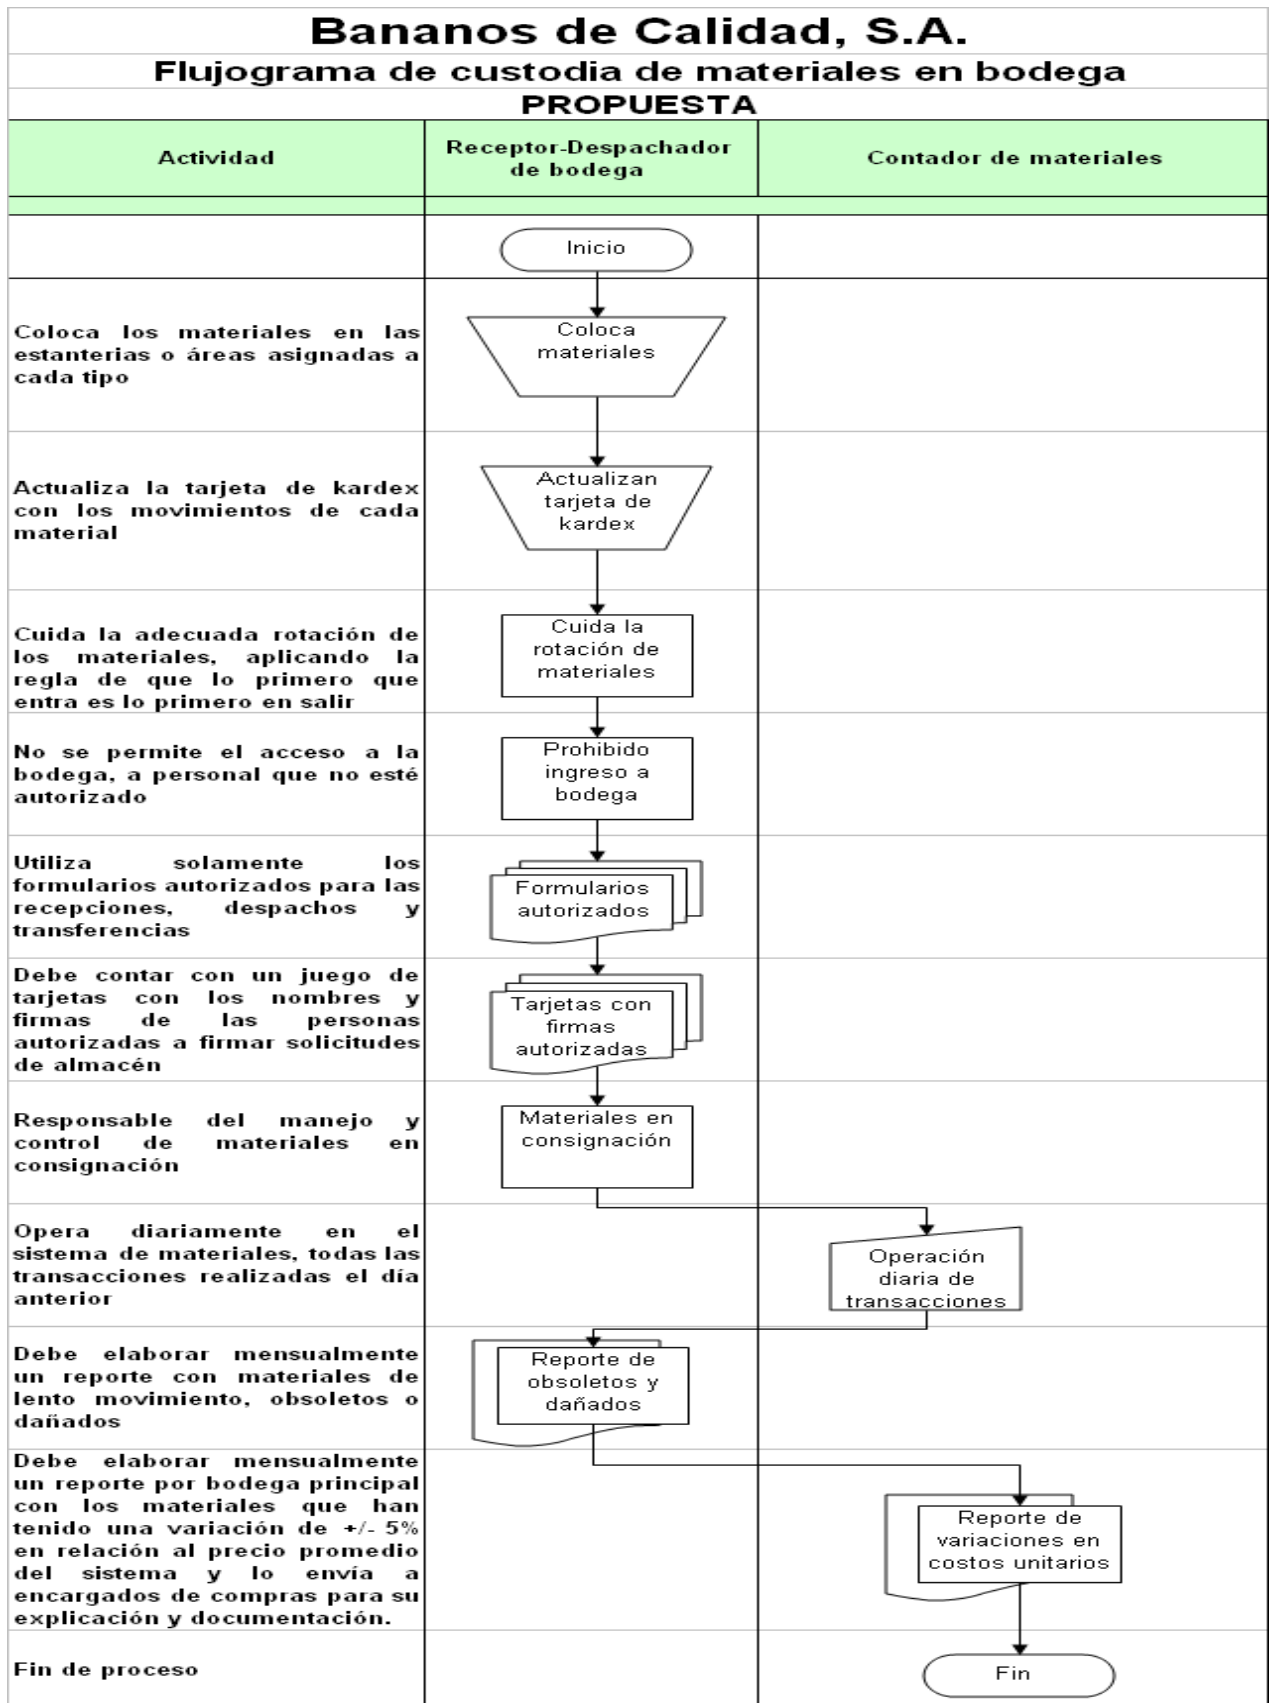 Bananos de Calidad, S.A.
Flujograma de custodia de materiales en bodega
PROPUESTA
Actividad
Receptor-Despachador
de bodega
Contador de materiales
Inicio
Coloca los materiales en las
estanterias o áreas asignadas a
cada tipo
Coloca
materiales
Actualiza la tarjeta de kardex
con los movimientos de cada
material
Actualizan
tarjeta de
kardex
Cuida la adecuada rotación de
los materiales, aplicando la
regla de que lo primero que
entra es lo primero en salir
Cuida la
rotación de
materiales
No se permite el acceso a la
bodega, a personal que no esté
autorizado
Prohibido
ingreso a
bodega
Utiliza solamente los
formularios autorizados para las
recepciones, despachos y
transferencias
Formularios
autorizados
Debe contar con un juego de
tarjetas con los nombres y
firmas de las personas
autorizadas a firmar solicitudes
de almacén
Tarjetas con
firmas
autorizadas
Responsable del manejo y
control de materiales en
consignación
Materiales en
consignación
Opera diariamente en el
sistema de materiales, todas las
transacciones realizadas el día
anterior
Operación
diaria de
transacciones
Debe elaborar mensualmente
un reporte con materiales de
lento movimiento, obsoletos o
dañados
Reporte de
obsoletos y
dañados
Debe elaborar mensualmente
un reporte por bodega principal
con los materiales que han
tenido una variación de +/- 5%
en relación al precio promedio
del sistema y lo envía a
encargados de compras para su
explicación y documentación.
Reporte de
variaciones en
costos unitarios
Fin de proceso
Fin